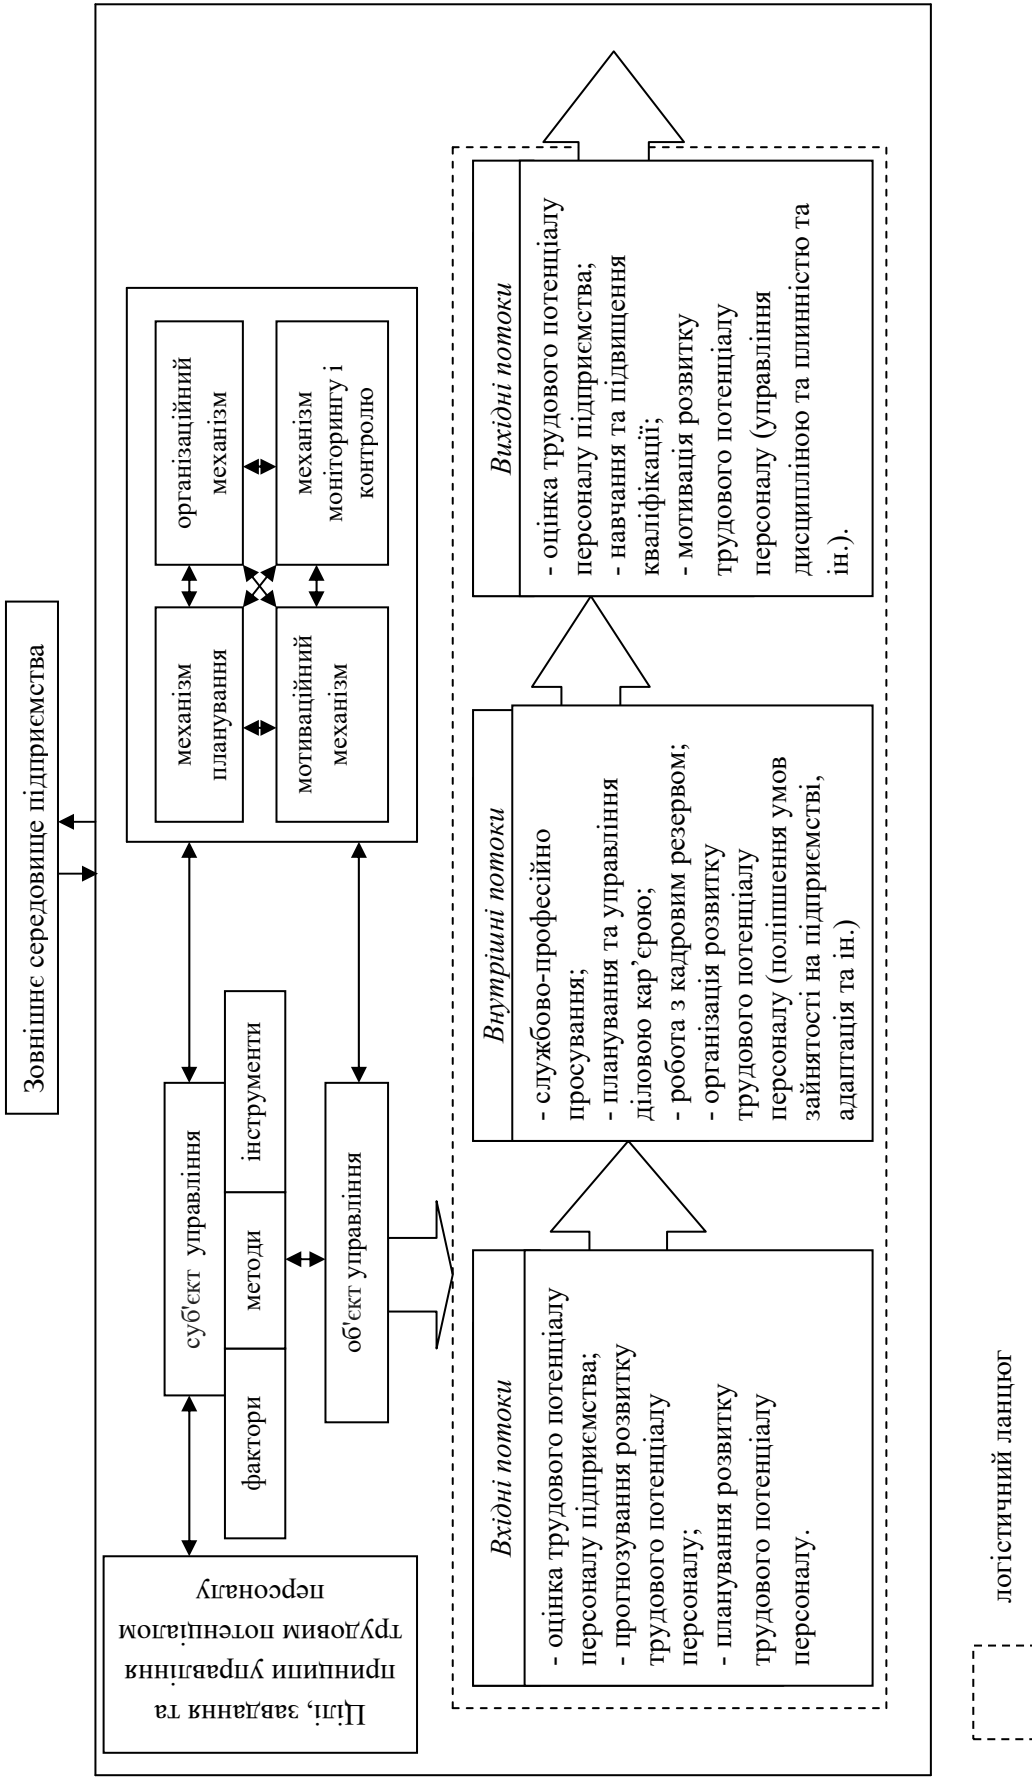 Зовнішнє середовище підприємства
Цілі, завдання та
принципи управління
трудовим потенціалом
персоналу
суб'єкт управління
фактори
методи
інструменти
об'єкт управління
механізм
планування
організаційний
механізм
мотиваційний
механізм
механізм
моніторингу і
контролю
Вхідні потоки
- оцінка трудового потенціалу
персоналу підприємства;
- прогнозування розвитку
трудового потенціалу
персоналу;
- планування розвитку
трудового потенціалу
персоналу.
Внутрішні потоки
- службово-професійно
просування;
- планування та управління
діловою кар’єрою;
- робота з кадровим резервом;
- організація розвитку
трудового потенціалу
персоналу (поліпшення умов
зайнятості на підприємстві,
адаптація та ін.)
Вихідні потоки
- оцінка трудового потенціалу
персоналу підприємства;
- навчання та підвищення
кваліфікації;
- мотивація розвитку
трудового потенціалу
персоналу (управління
дисципліною та плинністю та
ін.).
логістичний ланцюг